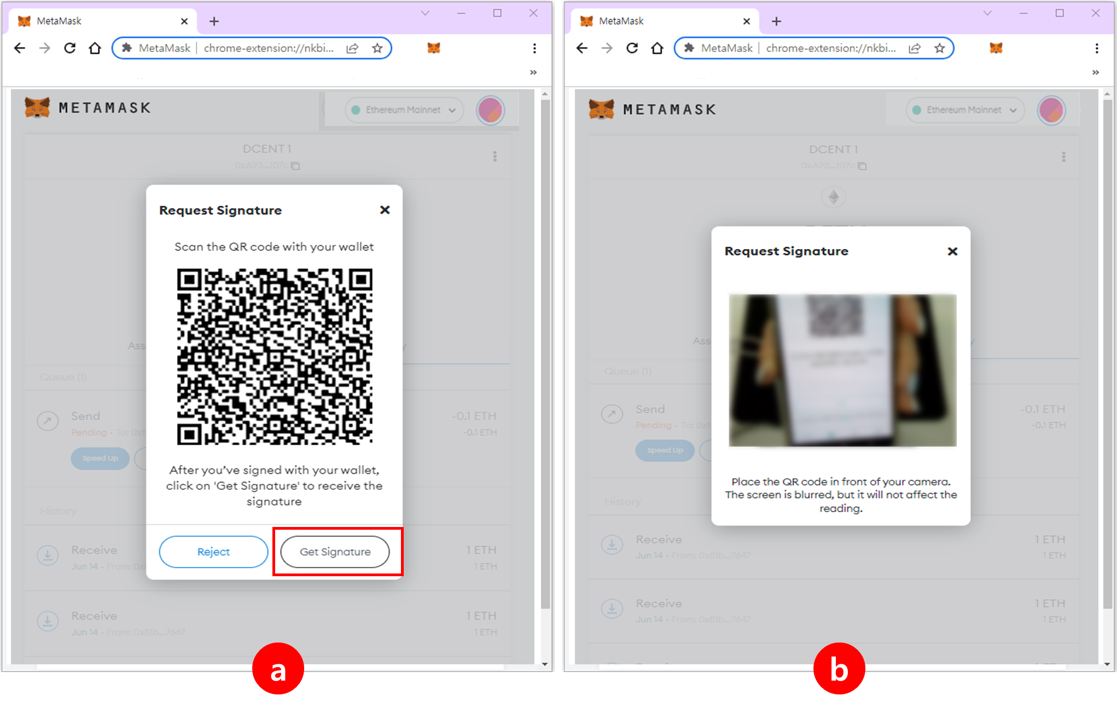 MetaMask
MetaMask chrome-extension://nkbi...
METAMASK
Ethereum Mainnet
DCENT 1
Request Signature
Scan the QR code with your wallet
Ass
Queue (1)
Send
-0.1 ETH
Pending
-0.1 ETH
Speed Up
After you've signed with your wallet,
click on 'Get Signature' to receive the
signature
History
Reject
Get Signature
Receive
1 ETH
Jun 14
1 ETH
Receive
1 ETH
Jun 14
1 ETH
a
MetaMask
MetaMask chrome-extension://nkbi...
METAMASK
Ethereum Mainnet
DCENT 1
Request Signature
Ass
Queue (1)
Send
-0.1 ETH
Pending
-0.1 ETH
Speed Up
Place the QR code in front of your camera.
The screen is blurred, but it will not affect the
reading.
History
Receive
1 ETH
Jun 14
1 ETH
Receive
1 ETH
Jun 14
1 ETH
b